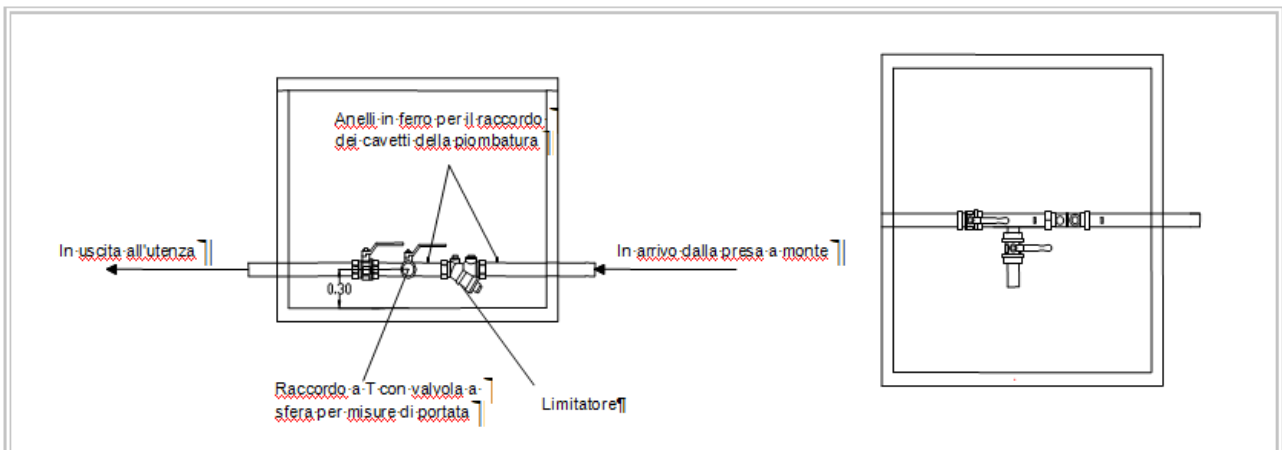 Anelli in ferro per il raccordo
dei cavetti della piombatura
In uscita all'utenza
In arrivo dalla presa a monte
0.30
Raccordo a T con valvola a
sfera per misure di portata
Limitatore¶